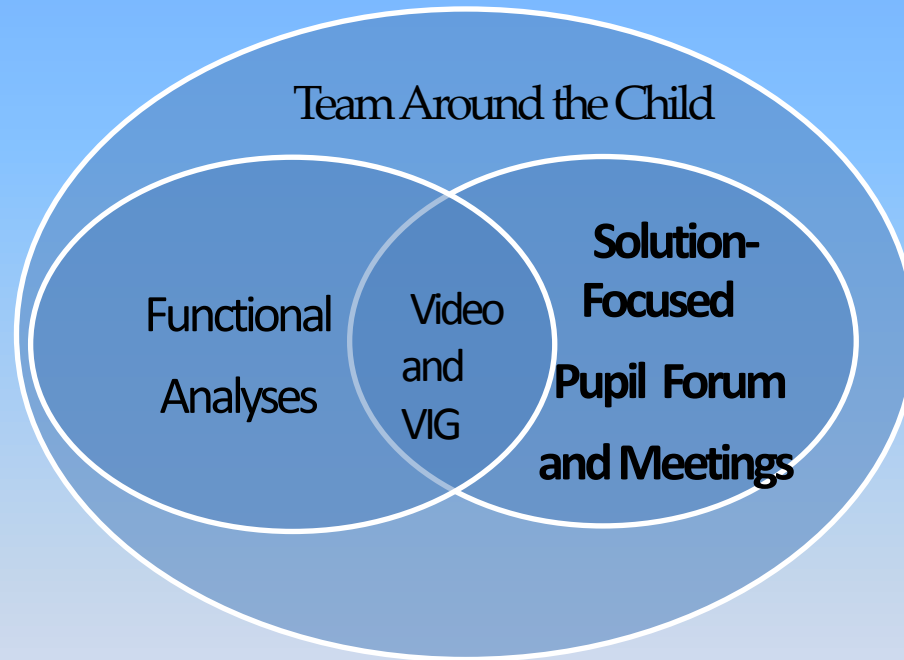 Team Around the Child
Functional
Analyses
Video
and
VIG
Solution-
Focused
Pupil Forum
and Meetings